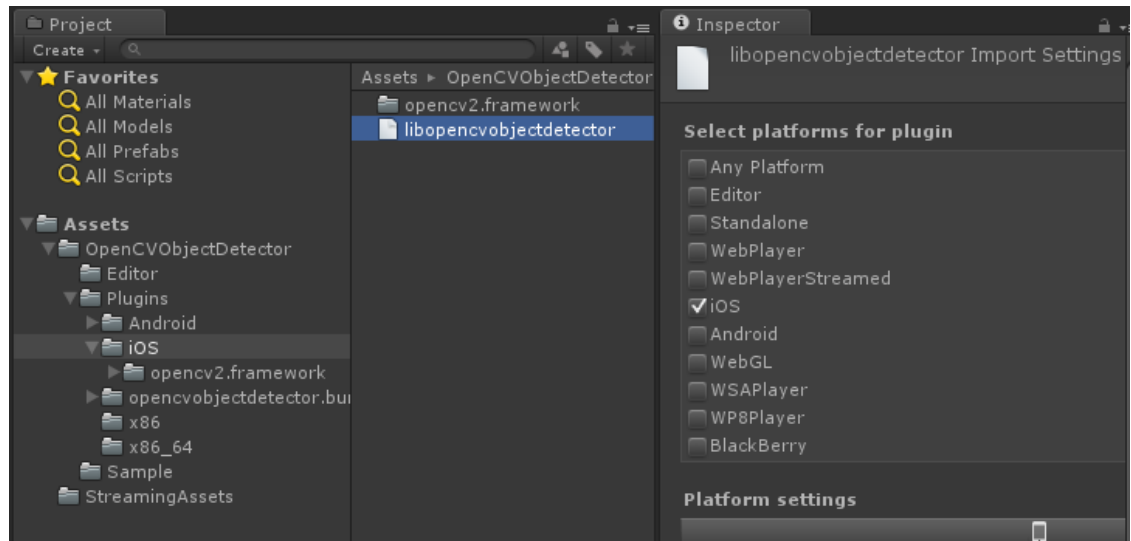 Project
Create
Favorites
All Materials
All Models
All Prefabs
All Scripts
Assets
OpenCVObjectDetector
Editor
Plugins
Android
iOS
opencv2.framework
opencvobjectdetector.bu
x86
x86_64
Sample
StreamingAssets
Assets ▸ OpenCVObjectDetector
opencv2.framework
libopencvobjectdetector
Inspector
libopencvobjectdetector Import Settings
Select platforms for plugin
Any Platform
Editor
Standalone
WebPlayer
WebPlayerStreamed
iOS
Android
WebGL
WSAPlayer
WP8Player
BlackBerry
Platform settings